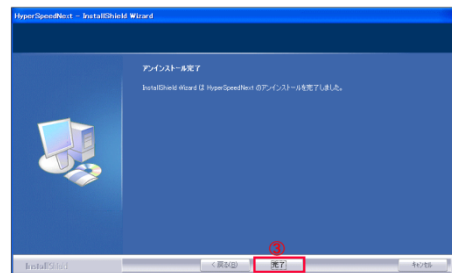 HyperSpeedNext - InstallShield Wizard
アンインストール完了
InstallShield Wizard は HyperSpeedNext のアンインストールを完了しました。
③
InstallShield
< 戻る(B)
完了
キャンセル